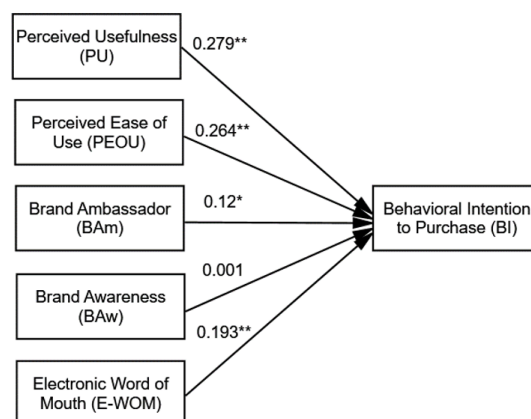 Perceived Usefulness
(PU)
0.279**
Perceived Ease of
Use (PEOU)
0.264**
Brand Ambassador
(BAm)
0.12*
Behavioral Intention
to Purchase (BI)
Brand Awareness
(BAw)
0.001
0.193**
Electronic Word of
Mouth (E-WOM)